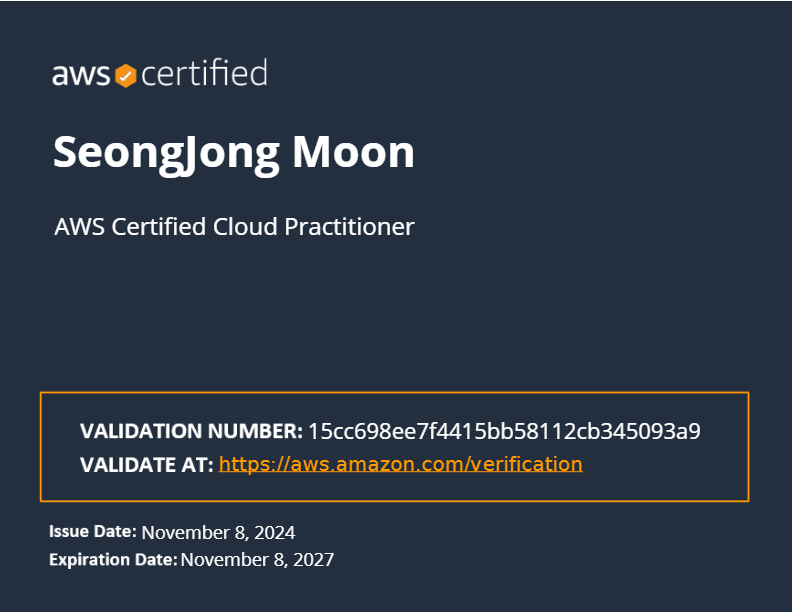 aws certified
SeongJong Moon
AWS Certified Cloud Practitioner
VALIDATION NUMBER: 15cc698ee7f4415bb58112cb345093a9
VALIDATE AT: https://aws.amazon.com/verification
Issue Date: November 8, 2024
Expiration Date: November 8, 2027